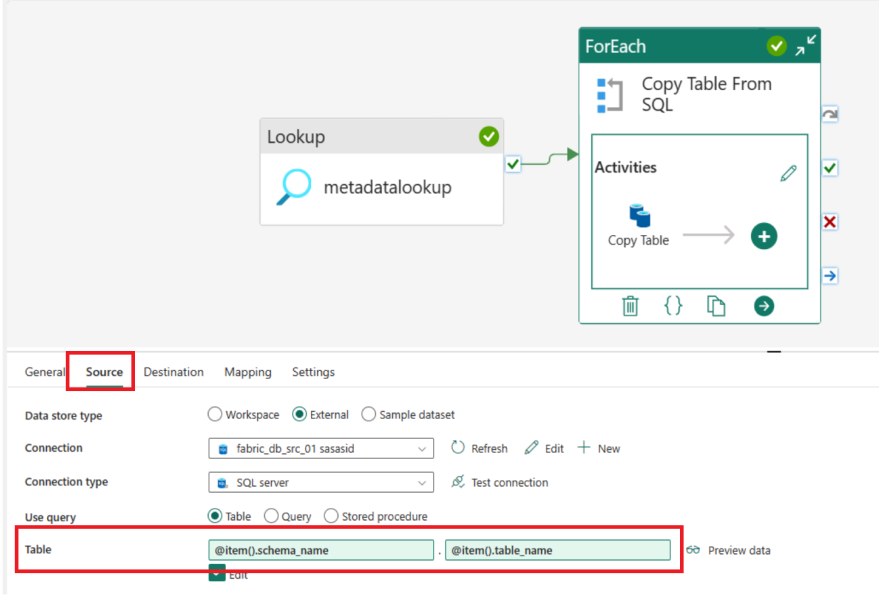 ForEach
Copy Table From
SQL
Lookup
metadatalookup
Activities
Copy Table
{}
General Source Destination Mapping Settings
Data store type Workspace External Sample dataset
Connection fabric_db_src_01 sasasid Refresh Edit New
Connection type SQL server Test connection
Use query Table Query Stored procedure
Table @item().schema_name . @item().table_name Preview data
Edit